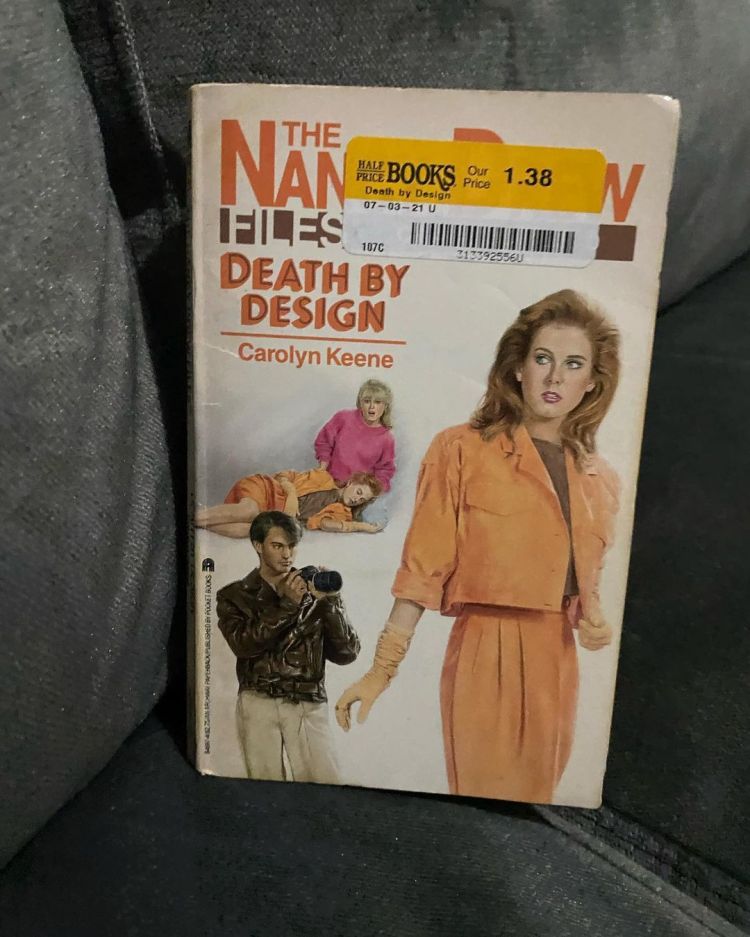 THE
NAN W
FILES
HALF PRICE BOOKS Our Price 1.38
Death by Design
07-03-21 U
107C
313392556U
DEATH BY
DESIGN
Carolyn Keene